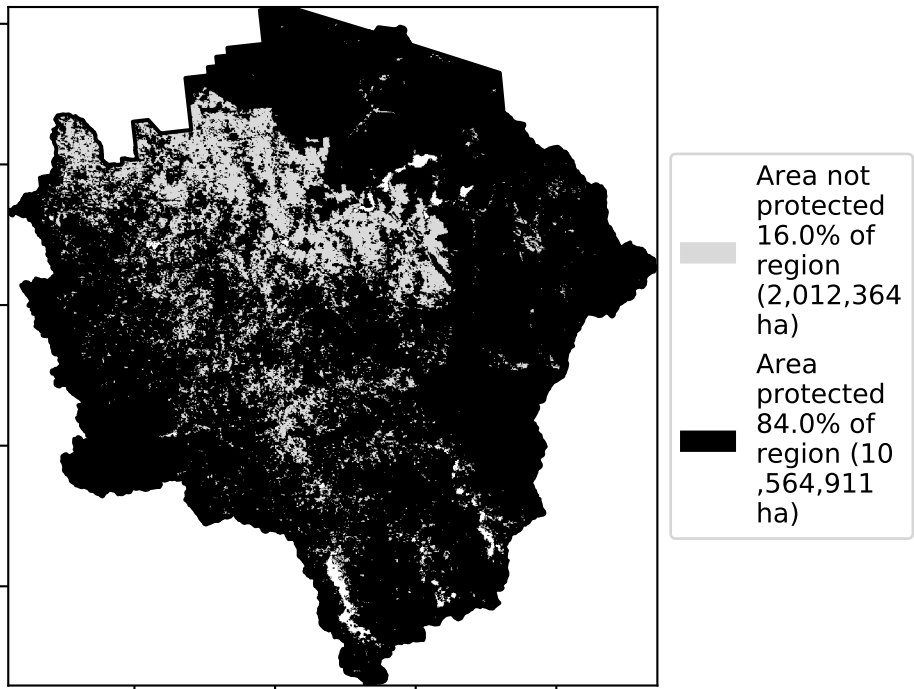 Area not
protected
16.0% of
region
(2,012,364
ha)
Area
protected
84.0% of
region (10
,564,911
ha)